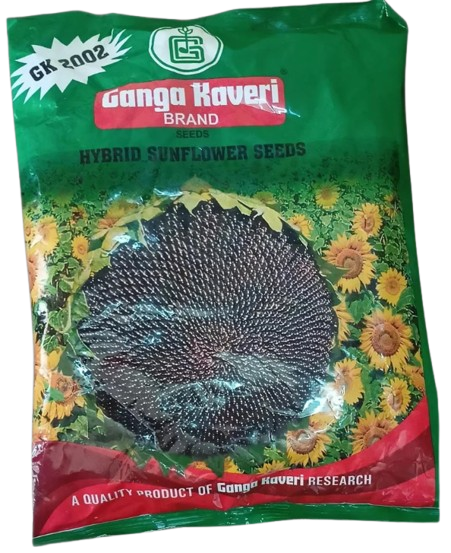 GK 2002
Ganga Kaveri
BRAND
SEEDS
HYBRID SUNFLOWER SEEDS
A QUALITY PRODUCT OF Ganga Kaveri RESEARCH